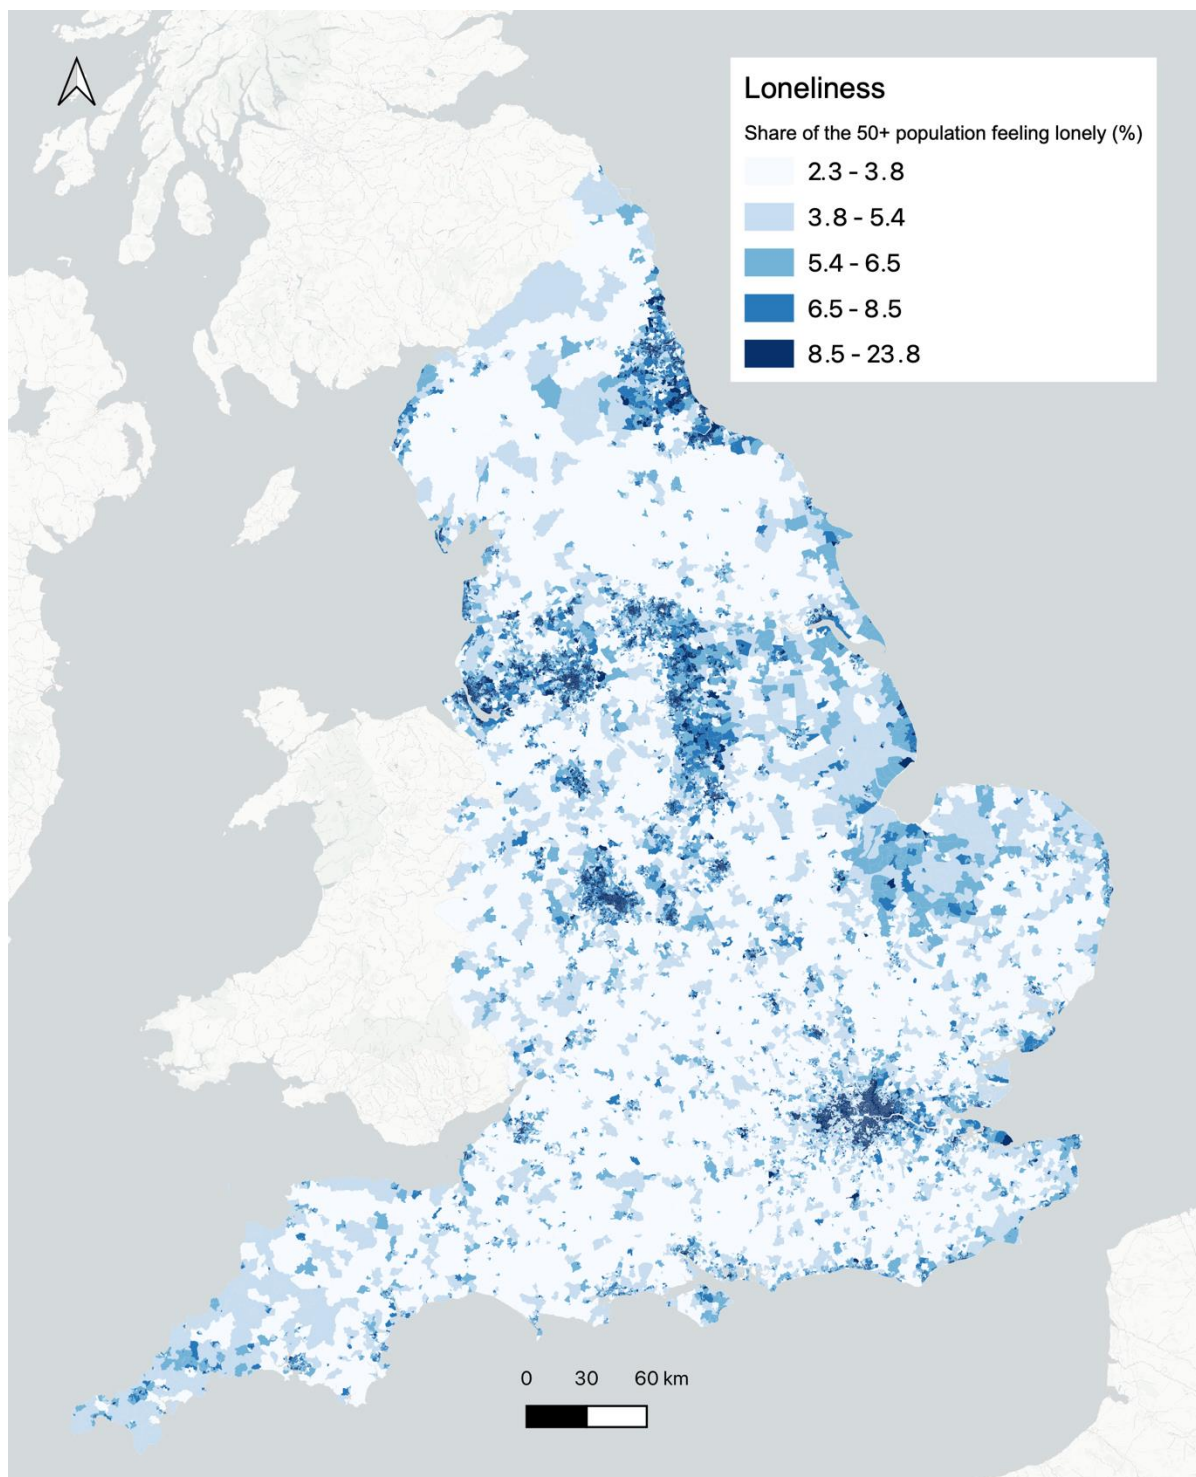 Loneliness
Share of the 50+ population feeling lonely (%)
2.3 - 3.8
3.8 - 5.4
5.4 - 6.5
6.5 - 8.5
8.5 - 23.8
0 30 60 km